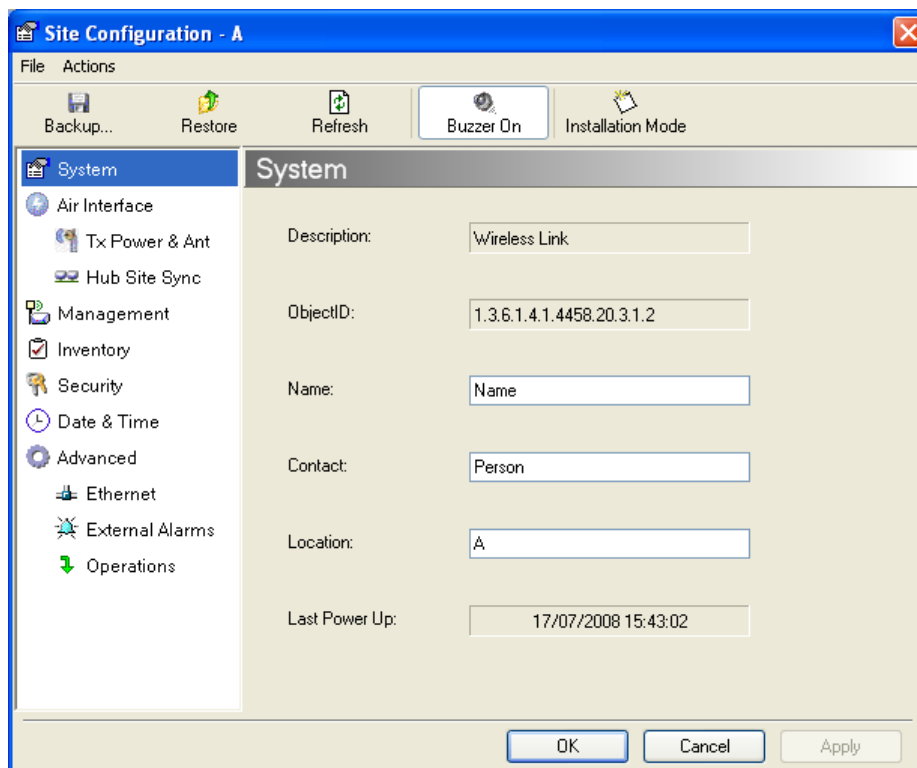 Site Configuration - A
File Actions
Backup... Restore Refresh Buzzer On Installation Mode
System
Air Interface
Tx Power & Ant
Hub Site Sync
Management
Inventory
Security
Date & Time
Advanced
Ethernet
External Alarms
Operations
System
Description: Wireless Link
ObjectID: 1.3.6.1.4.1.4458.20.3.1.2
Name: Name
Contact: Person
Location: A
Last Power Up: 17/07/2008 15:43:02
OK Cancel Apply